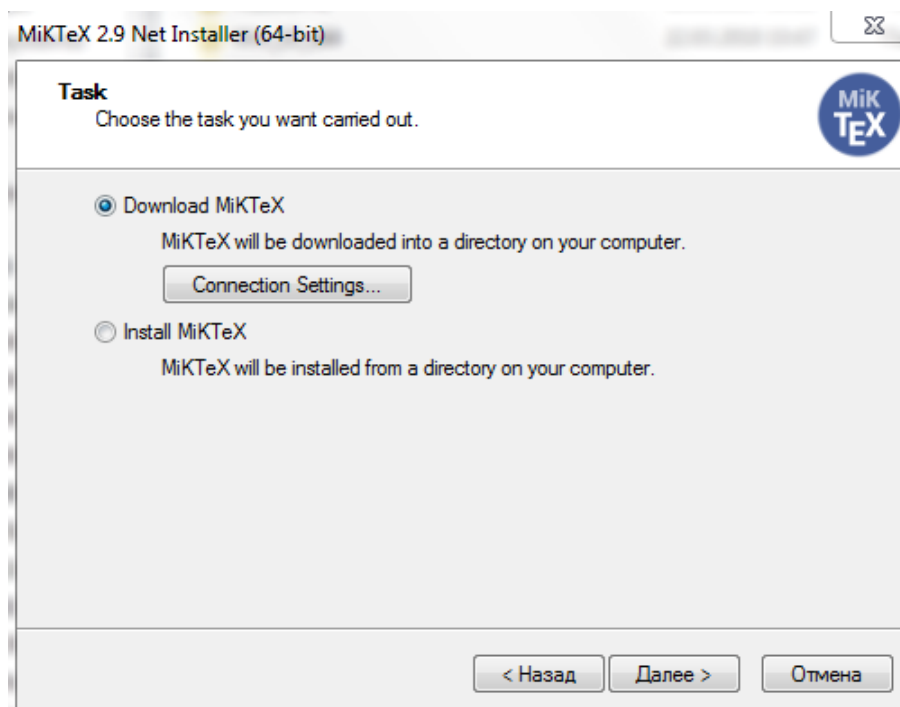 MiKTeX 2.9 Net Installer (64-bit)
Task
Choose the task you want carried out.
MiK
TEX
Download MiKTeX
MiKTeX will be downloaded into a directory on your computer.
Connection Settings...
Install MiKTeX
MiKTeX will be installed from a directory on your computer.
< Назад
Далее >
Отмена